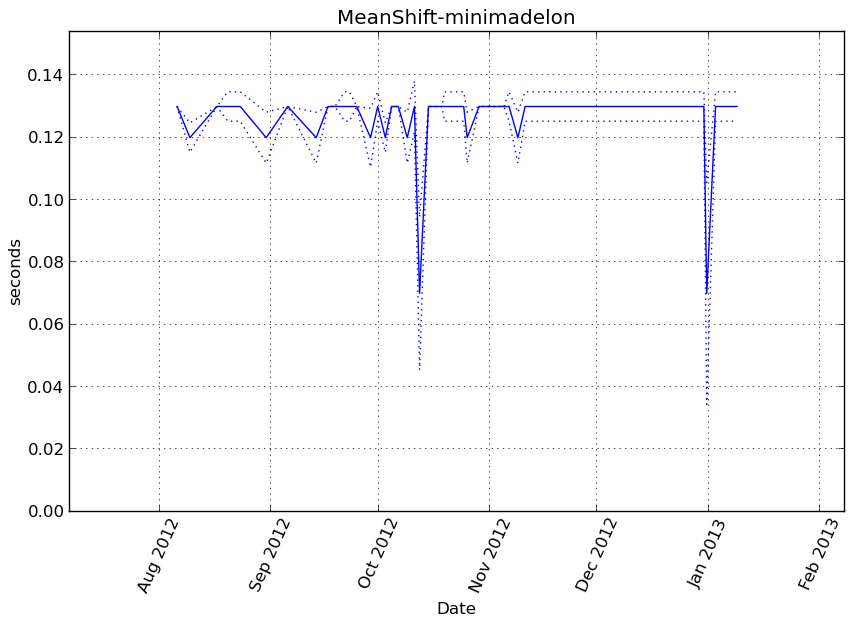 MeanShift-minimadelon
0.14
0.12
0.10
0.08
0.06
0.04
0.02
0.00
seconds
Aug 2012
Sep 2012
Oct 2012
Nov 2012
Dec 2012
Jan 2013
Feb 2013
Date